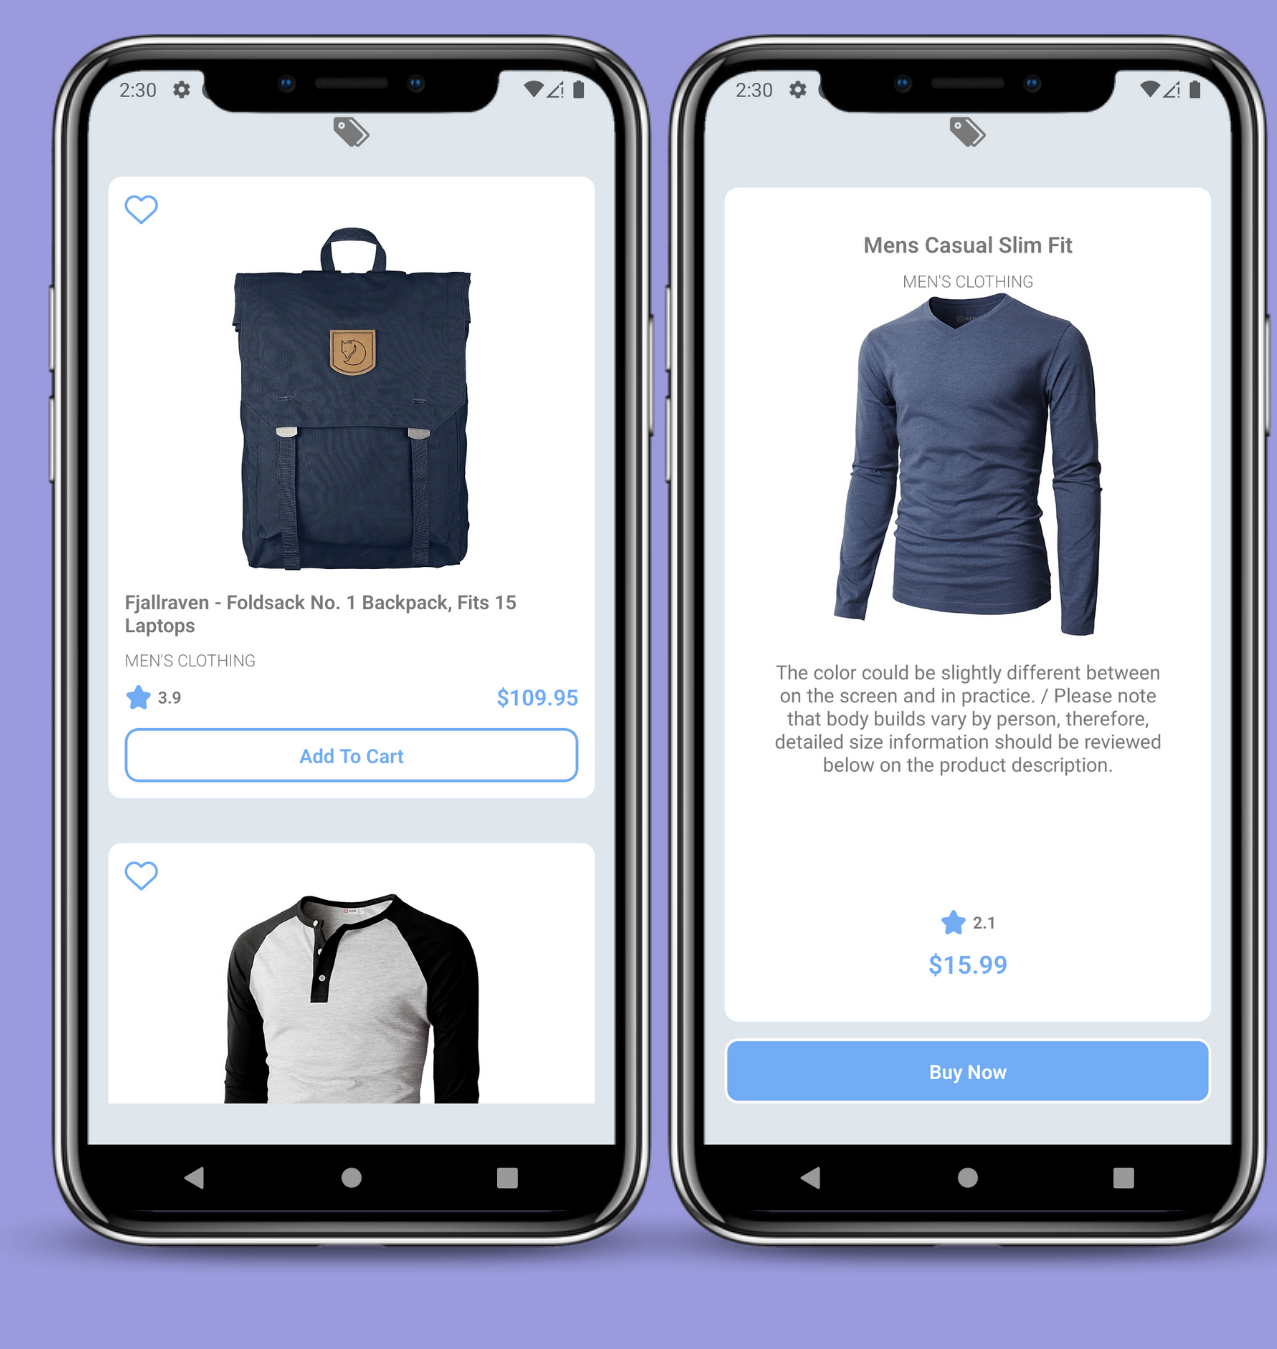 2:30
Fjallraven - Foldsack No. 1 Backpack, Fits 15
Laptops
MEN'S CLOTHING
3.9
$109.95
Add To Cart
2:30
Mens Casual Slim Fit
MEN'S CLOTHING
The color could be slightly different between
on the screen and in practice. / Please note
that body builds vary by person, therefore,
detailed size information should be reviewed
below on the product description.
2.1
$15.99
Buy Now